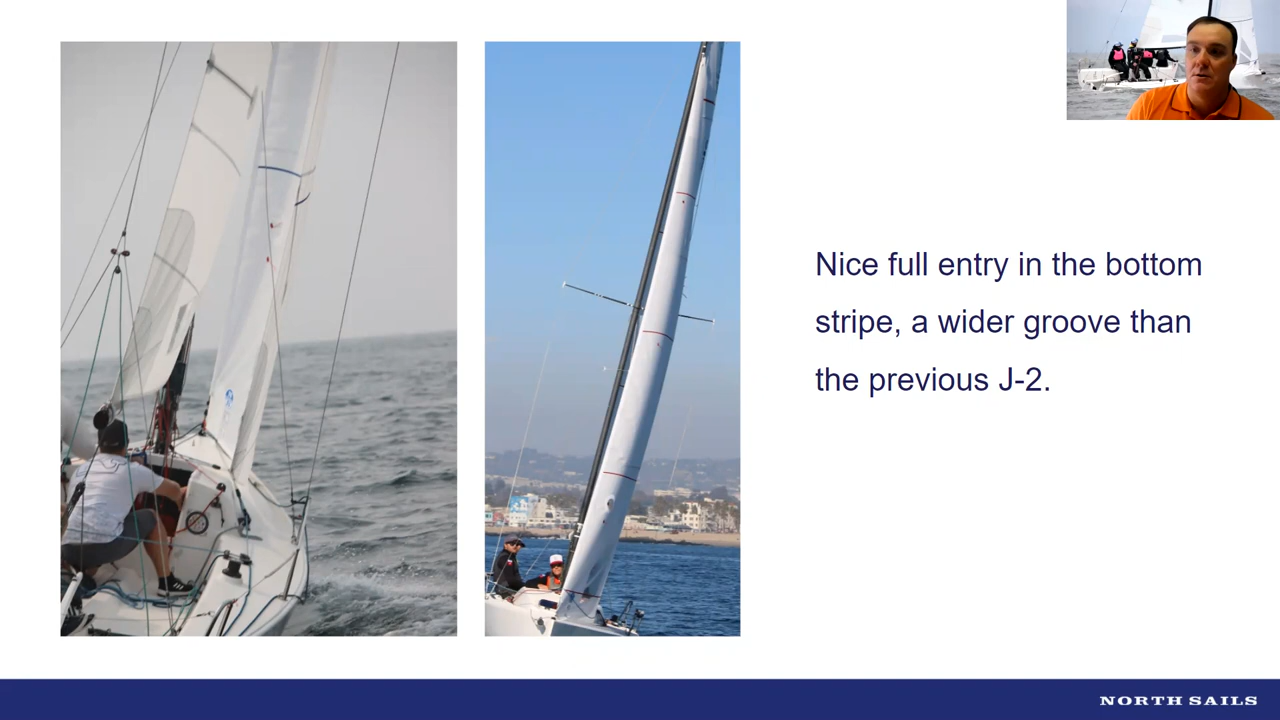 Nice full entry in the bottom
stripe, a wider groove than
the previous J-2.
NORTH SAILS